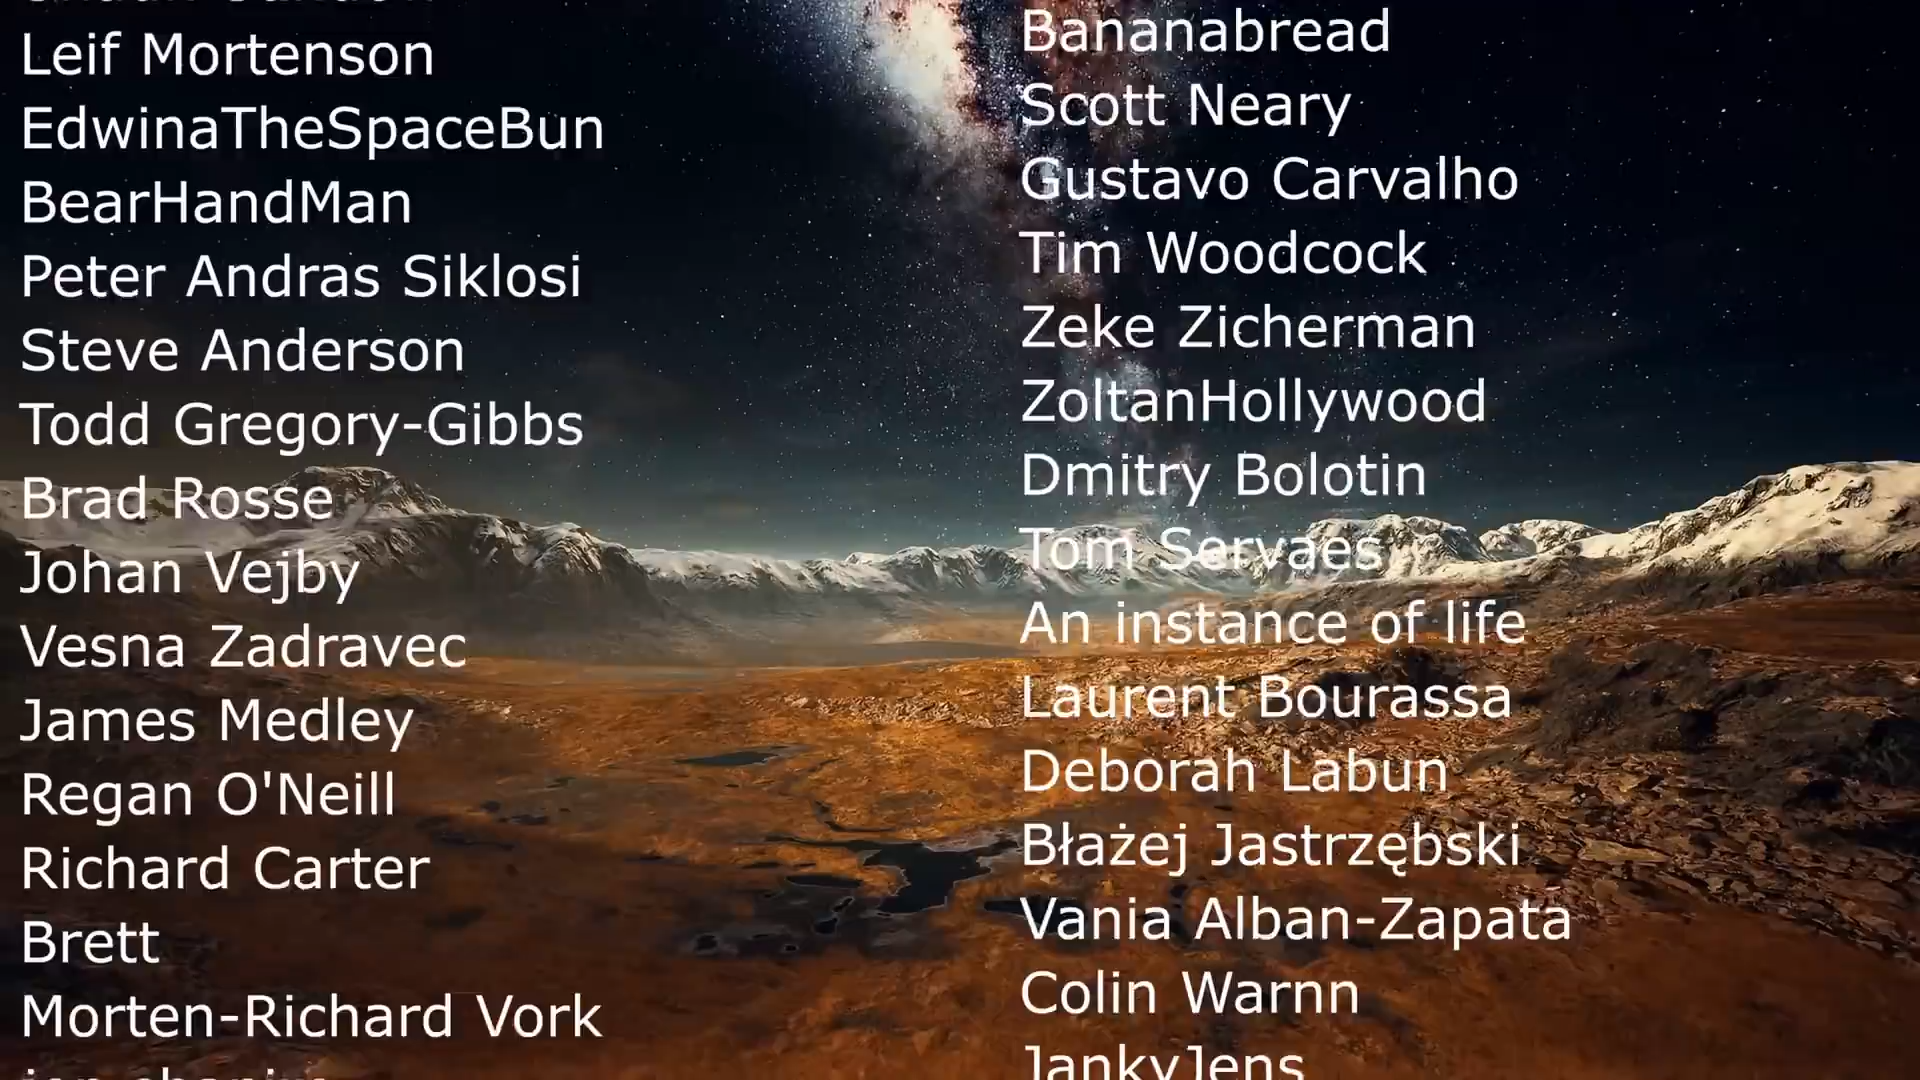 Leif Mortenson
EdwinaTheSpaceBun
BearHandMan
Peter Andras Siklosi
Steve Anderson
Todd Gregory-Gibbs
Brad Rosse
Johan Vejby
Vesna Zadravec
James Medley
Regan O'Neill
Richard Carter
Brett
Morten-Richard Vork
Bananabread
Scott Neary
Gustavo Carvalho
Tim Woodcock
Zeke Zicherman
ZoltanHollywood
Dmitry Bolotin
Tom Servaes
An instance of life
Laurent Bourassa
Deborah Labun
Błażej Jastrzębski
Vania Alban-Zapata
Colin Warnn
JankyJens